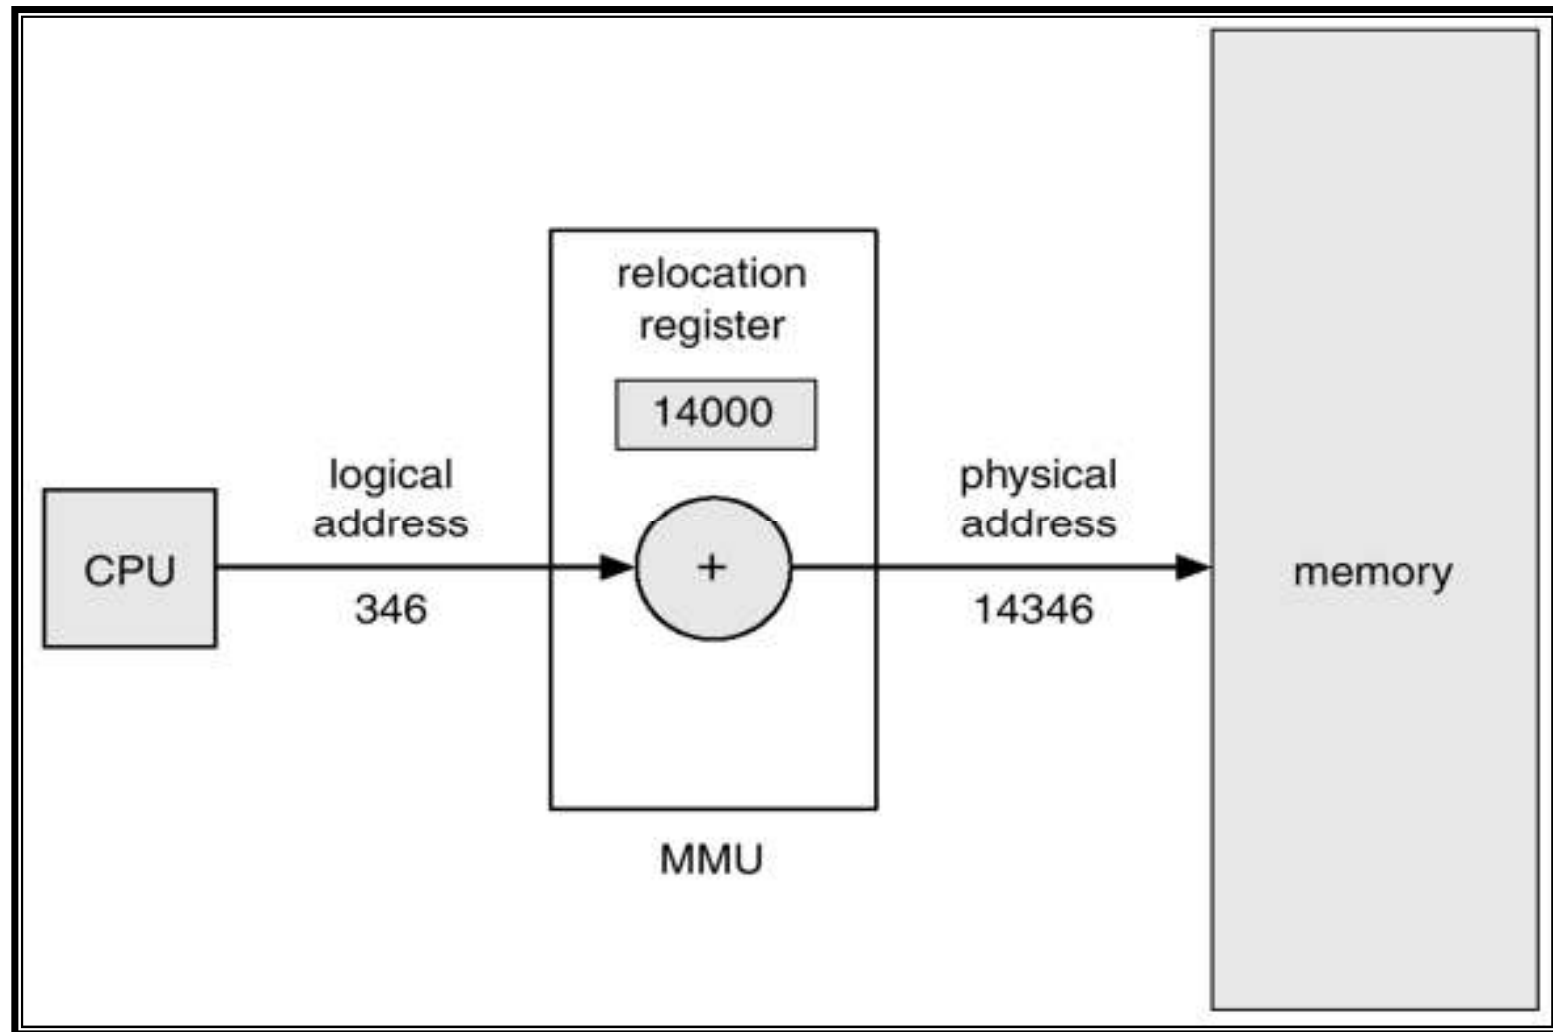 relocation
register
14000
logical
address
CPU
346
+
physical
address
14346
memory
MMU